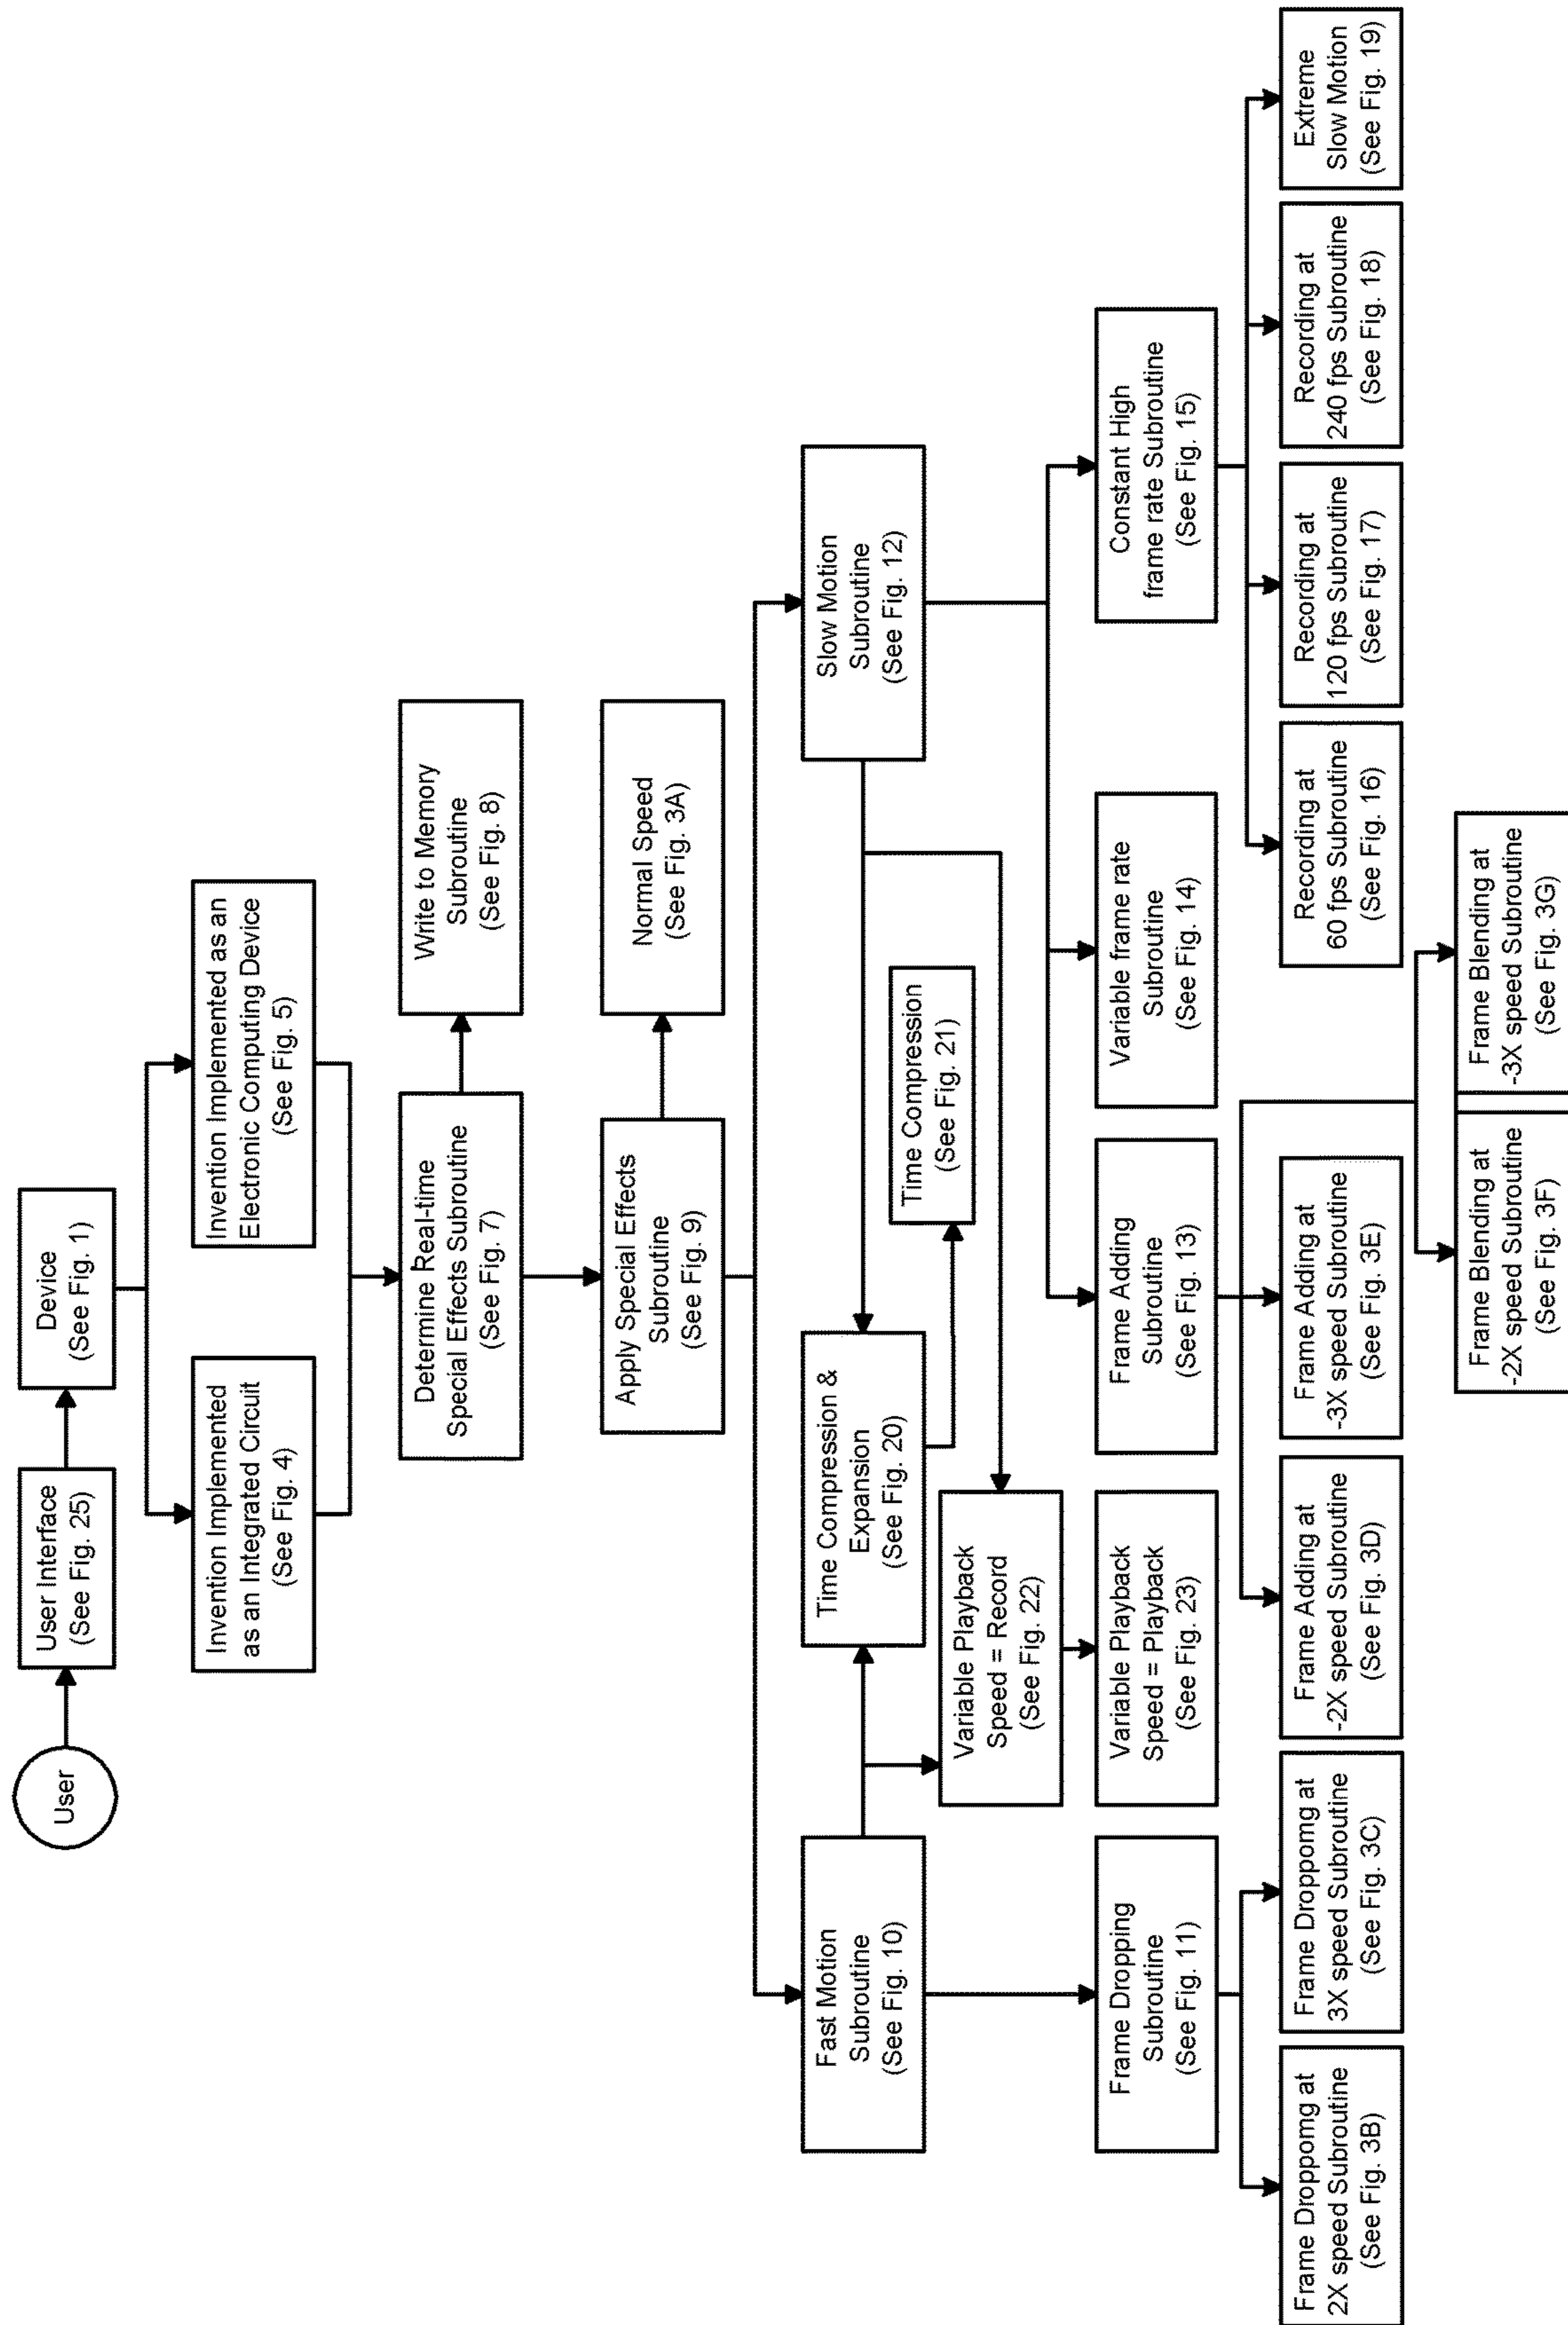 User
User Interface
(See Fig. 25)
Device
(See Fig. 1)
Invention Implemented
as an Integrated Circuit
(See Fig. 4)
Invention Implemented as an
Electronic Computing Device
(See Fig. 5)
Determine Real-time
Special Effects Subroutine
(See Fig. 7)
Write to Memory
Subroutine
(See Fig. 8)
Apply Special Effects
Subroutine
(See Fig. 9)
Normal Speed
(See Fig. 3A)
Fast Motion
Subroutine
(See Fig. 10)
Time Compression &
Expansion
(See Fig. 20)
Slow Motion
Subroutine
(See Fig. 12)
Time Compression
(See Fig. 21)
Variable Playback
Speed = Record
(See Fig. 22)
Frame Dropping
Subroutine
(See Fig. 11)
Variable Playback
Speed = Playback
(See Fig. 23)
Frame Adding
Subroutine
(See Fig. 13)
Variable frame rate
Subroutine
(See Fig. 14)
Constant High
frame rate Subroutine
(See Fig. 15)
Frame Droppomg at
2X speed Subroutine
(See Fig. 3B)
Frame Droppomg at
3X speed Subroutine
(See Fig. 3C)
Frame Adding at
-2X speed Subroutine
(See Fig. 3D)
Frame Adding at
-3X speed Subroutine
(See Fig. 3E)
Recording at
60 fps Subroutine
(See Fig. 16)
Recording at
120 fps Subroutine
(See Fig. 17)
Recording at
240 fps Subroutine
(See Fig. 18)
Extreme
Slow Motion
(See Fig. 19)
Frame Blending at
-2X speed Subroutine
(See Fig. 3F)
Frame Blending at
-3X speed Subroutine
(See Fig. 3G)